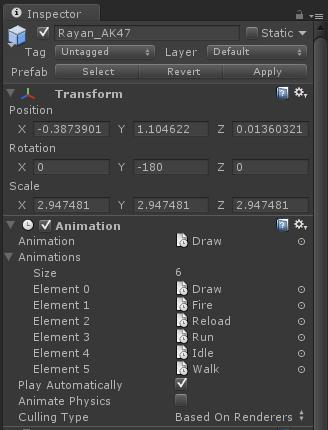 Inspector
Rayan_AK47 Static
Tag Untagged Layer Default
Prefab Select Revert Apply
Transform
Position
X -0.3873901 Y 1.104622 Z 0.01360321
Rotation
X 0 Y -180 Z 0
Scale
X 2.947481 Y 2.947481 Z 2.947481
Animation
Animation Draw
Animations
Size 6
Element 0 Draw
Element 1 Fire
Element 2 Reload
Element 3 Run
Element 4 Idle
Element 5 Walk
Play Automatically
Animate Physics
Culling Type Based On Renderers